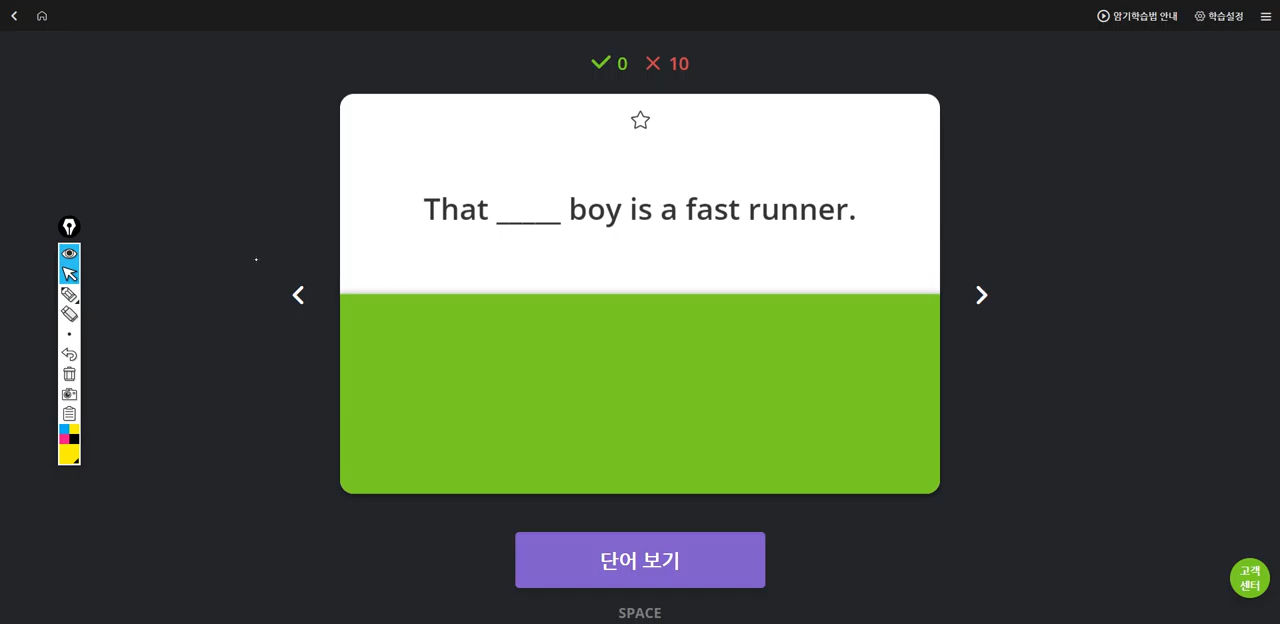 암기학습법 안내 학습설정
0 10
That _____ boy is a fast runner.
단어 보기
SPACE
고객
센터